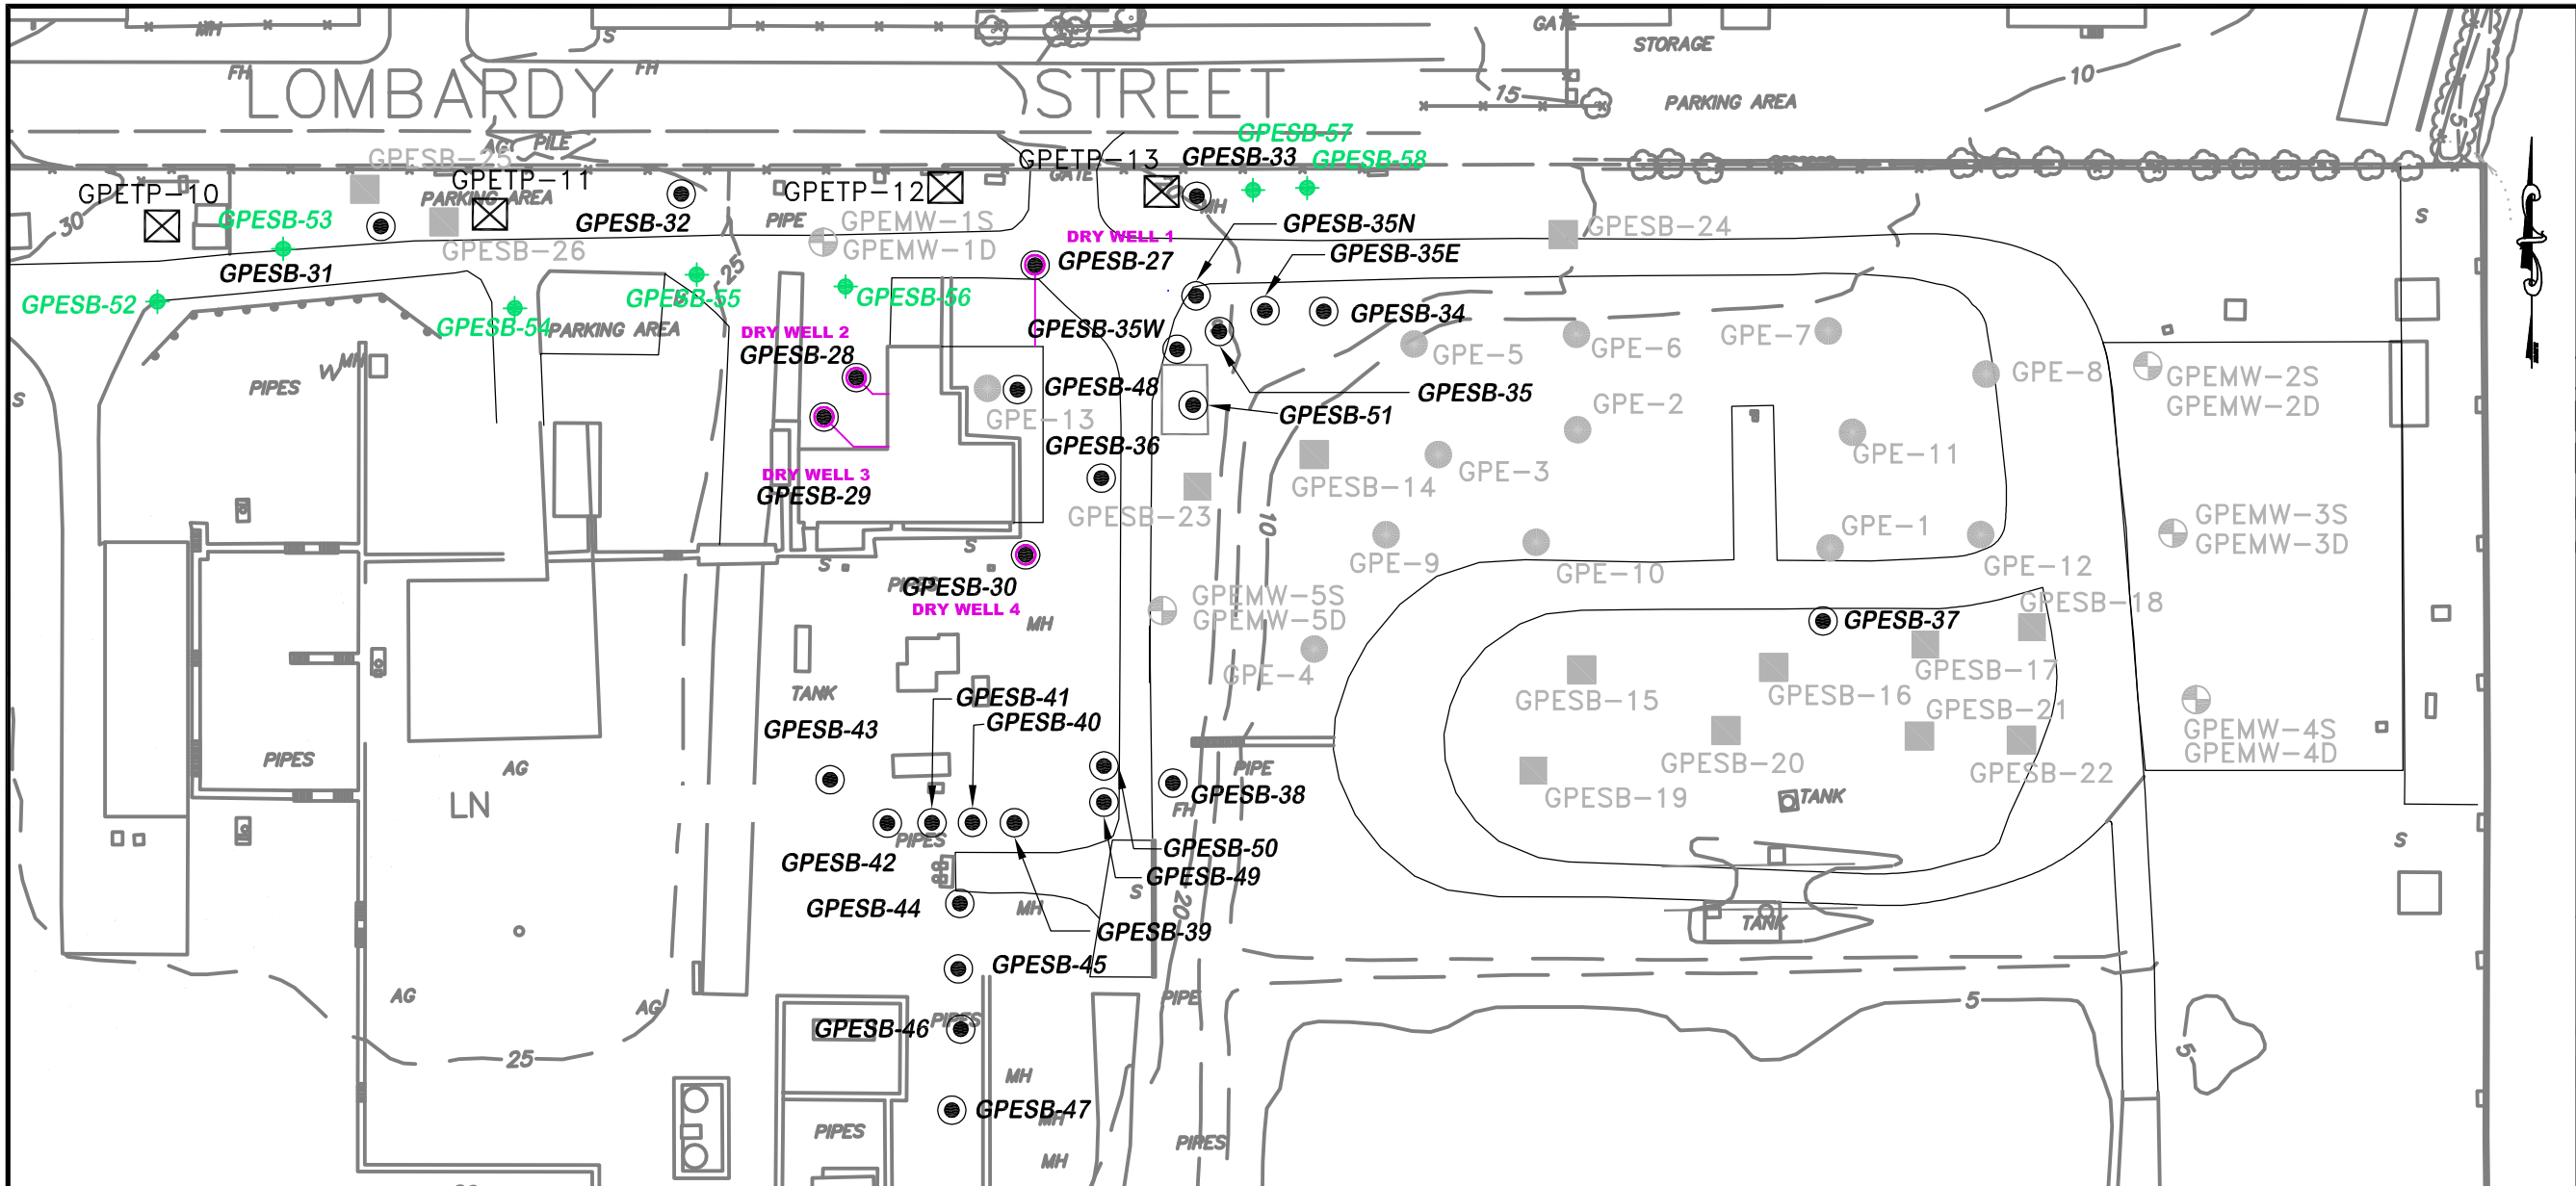 MH
S
GATE
STORAGE
FH
FH
LOMBARDY STREET
15
10
PARKING AREA
5
AG
PILE
GPESB-25
GPETP-10
GPETP-11
PARKING AREA
GPETP-12
GPETP-13
GATE
GPESB-33
GPESB-57
GPESB-58
30
GPESB-53
GPESB-26
GPESB-32
PIPE
GPEMW-1S
GPEMW-1D
MH
GPESB-35N
GPESB-24
S
DRY WELL 1
GPESB-27
GPESB-35E
GPESB-31
25
GPESB-52
GPESB-54
PARKING AREA
GPESB-55
GPESB-56
GPESB-35W
GPESB-34
DRY WELL 2
GPESB-28
GPE-5
GPE-6
GPE-7
GPE-8
GPEMW-2S
GPEMW-2D
W
MH
PIPES
S
GPE-13
GPESB-48
GPESB-35
GPESB-51
GPE-2
GPE-11
GPESB-36
DRY WELL 3
GPESB-29
GPE-3
GPESB-14
GPESB-23
10
GPE-1
GPEMW-3S
GPEMW-3D
S
S
GPE-9
GPE-10
GPE-12
PIPES
GPESB-30
DRY WELL 4
MH
GPEMW-5S
GPEMW-5D
GPESB-18
GPESB-37
GPE-4
GPESB-17
TANK
GPESB-41
GPESB-40
GPESB-43
GPESB-15
GPESB-16
GPESB-21
GPEMW-4S
GPEMW-4D
PIPES
AG
PIPE
GPESB-20
GPESB-22
LN
GPESB-38
FH
GPESB-19
TANK
PIPES
GPESB-50
S
GPESB-42
GPESB-49
S
GPESB-44
MH
20
GPESB-39
TANK
GPESB-45
AG
AG
PIPE
5
GPESB-46
PIPES
25
5
MH
GPESB-47
MH
PIPES
PIPES
MH